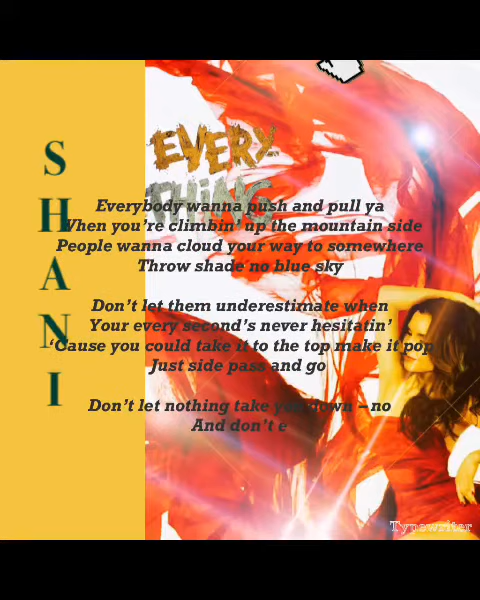 SHANI
EVERY
THING
Everybody wanna push and pull ya
When you’re climbin’ up the mountain side
People wanna cloud your way to somewhere
Throw shade no blue sky
Don’t let them underestimate when
Your every second’s never hesitatin’
‘Cause you could take it to the top make it pop
Just side pass and go
Don’t let nothing take you down – no
And don’t e
Typewriter